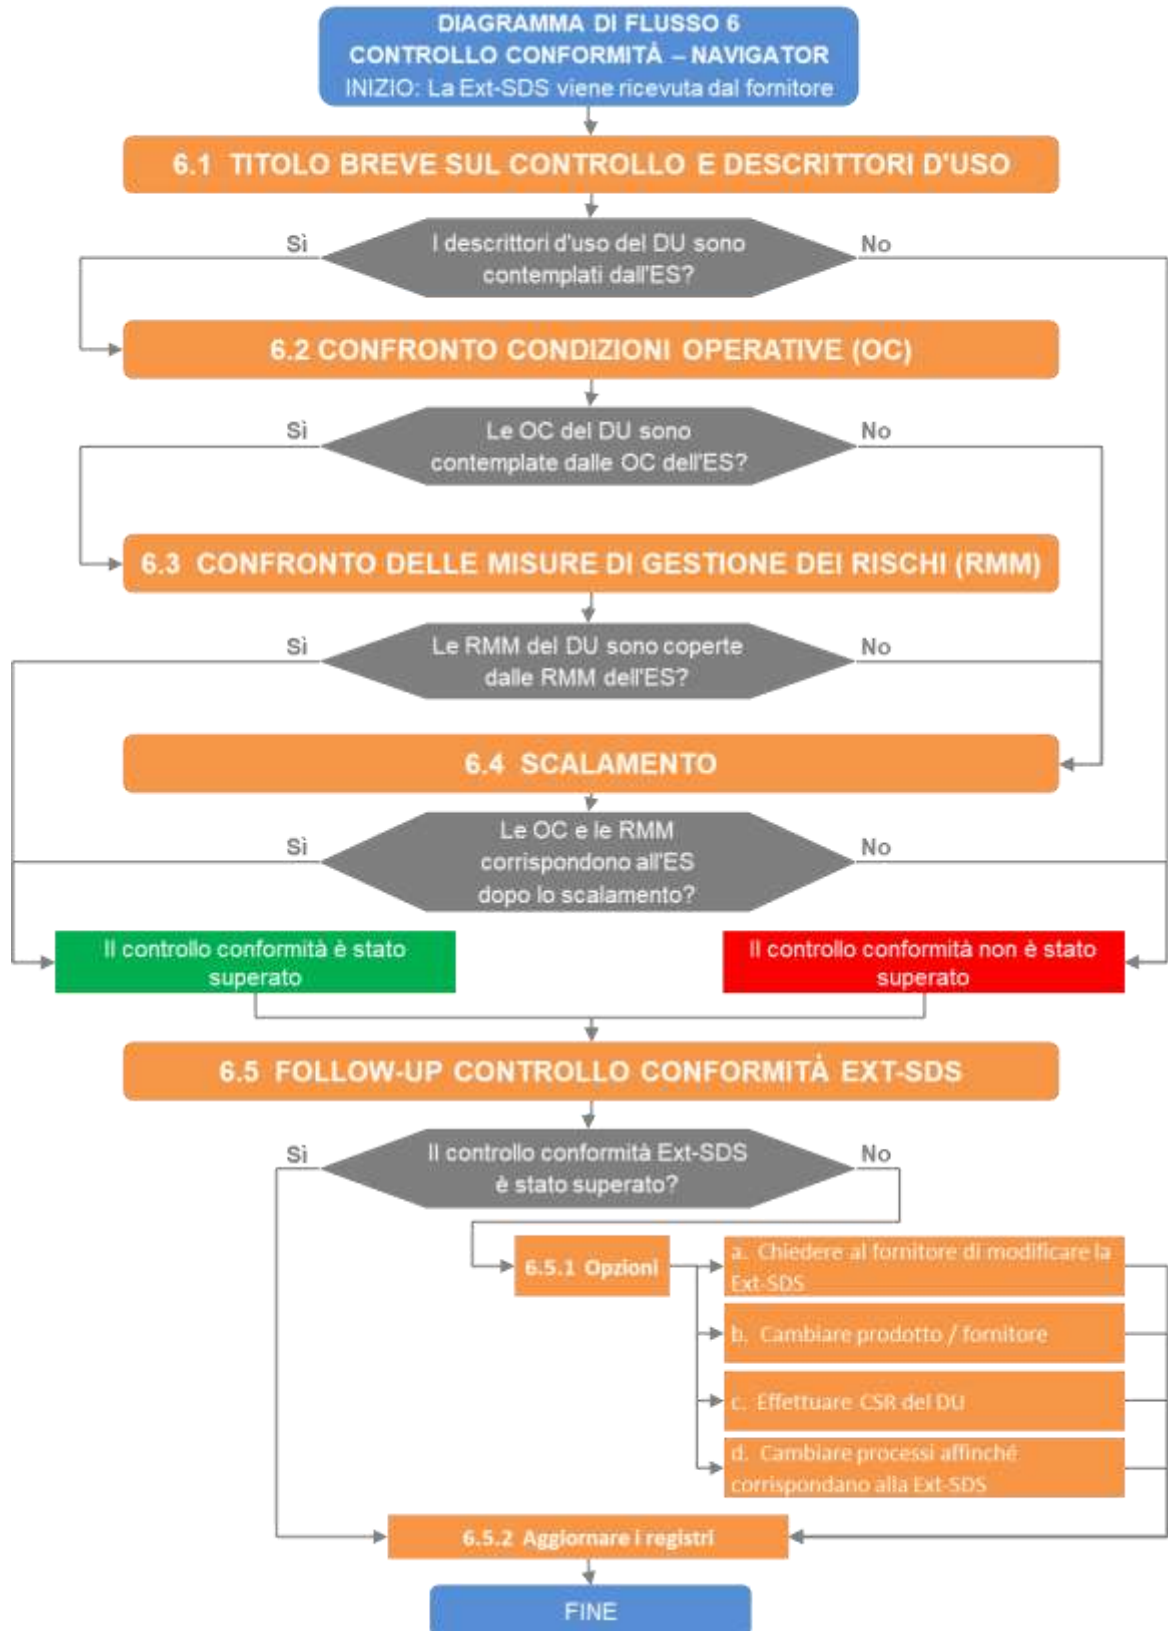 DIAGRAMMA DI FLUSSO 6
CONTROLLO CONFORMITÀ – NAVIGATOR
INIZIO: La Ext-SDS viene ricevuta dal fornitore
6.1 TITOLO BREVE SUL CONTROLLO E DESCRITTORI D'USO
Sì
I descrittori d'uso del DU sono
contemplati dall'ES?
No
6.2 CONFRONTO CONDIZIONI OPERATIVE (OC)
Sì
Le OC del DU sono
contemplate dalle OC dell'ES?
No
6.3 CONFRONTO DELLE MISURE DI GESTIONE DEI RISCHI (RMM)
Sì
Le RMM del DU sono coperte
dalle RMM dell'ES?
No
6.4 SCALAMENTO
Sì
Le OC e le RMM
corrispondono all'ES
dopo lo scalamento?
No
Il controllo conformità è stato
superato
Il controllo conformità non è stato
superato
6.5 FOLLOW-UP CONTROLLO CONFORMITÀ EXT-SDS
Sì
Il controllo conformità Ext-SDS
è stato superato?
No
6.5.1 Opzioni
a. Chiedere al fornitore di modificare la
Ext-SDS
b. Cambiare prodotto / fornitore
c. Effettuare CSR del DU
d. Cambiare processi affinché
corrispondano alla Ext-SDS
6.5.2 Aggiornare i registri
FINE